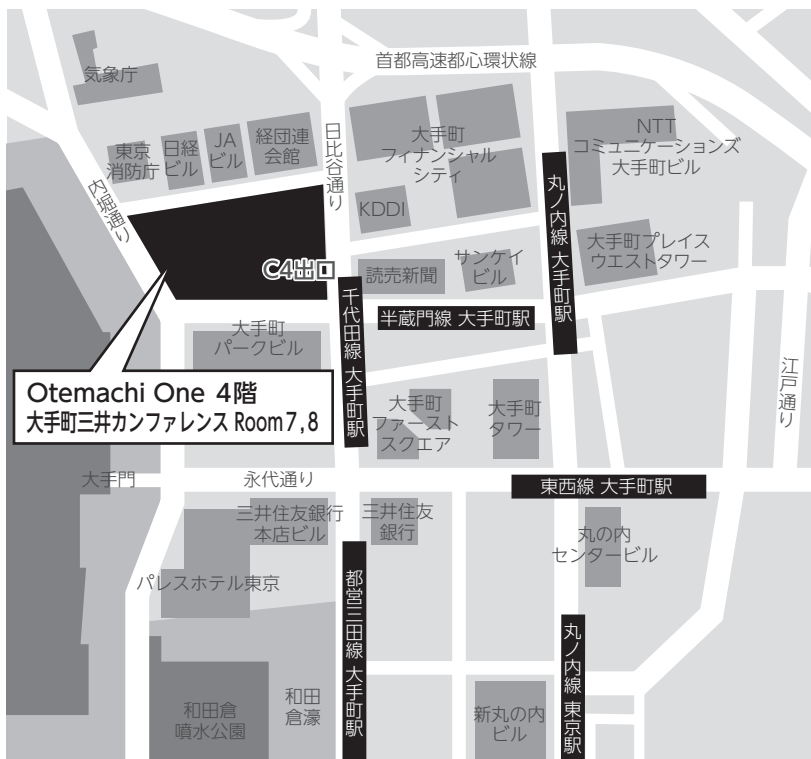 首都高速都心環状線
気象庁
東京
消防庁
日経
ビル
JA
ビル
経団連
会館
日比谷通り
大手町
フィナンシャル
シティ
NTT
コミュニケーションズ
大手町ビル
内堀通り
KDDI
丸ノ内線 大手町駅
大手町プレイス
ウエストタワー
C4出口
読売新聞
サンケイ
ビル
千代田線 大手町駅
半蔵門線 大手町駅
大手町
パークビル
Otemachi One 4階
大手町三井カンファレンス Room7,8
大手町
ファースト
スクエア
大手町
タワー
江戸通り
大手門
永代通り
東西線 大手町駅
三井住友銀行
本店ビル
三井住友
銀行
丸の内
センタービル
パレスホテル東京
都営三田線 大手町駅
丸ノ内線 東京駅
和田倉
噴水公園
和田
倉濠
新丸の内
ビル